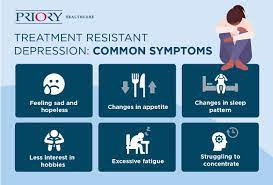 PRIORY
HEALTHCARE
TREATMENT RESISTANT
DEPRESSION: COMMON SYMPTOMS
Feeling sad and
hopeless
Changes in appetite
Changes in sleep
pattern
Less interest in
hobbies
Excessive fatigue
Struggling to
concentrate